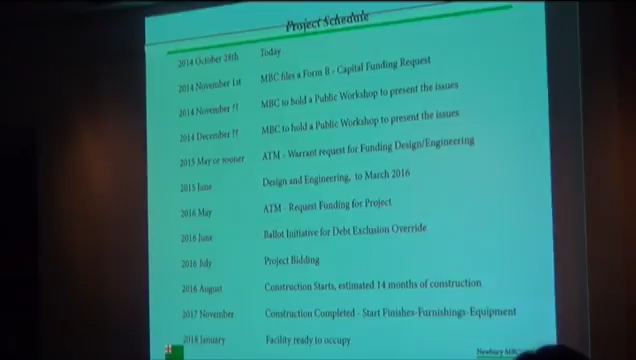 Project Schedule
2014 October 28th Today
2014 November 1st MBC files a Form B - Capital Funding Request
2014 November ?? MBC to hold a Public Workshop to present the issues
2014 December ?? MBC to hold a Public Workshop to present the issues
2015 May or sooner ATM - Warrant request for Funding Design/Engineering
2015 June Design and Engineering, to March 2016
2016 May ATM - Request Funding for Project
2016 June Ballot Initiative for Debt Exclusion Override
2016 July Project Bidding
2016 August Construction Starts, estimated 14 months of construction
2017 November Construction Completed - Start Finishes-Furnishings-Equipment
2018 January Facility ready to occupy
Newbury MBC